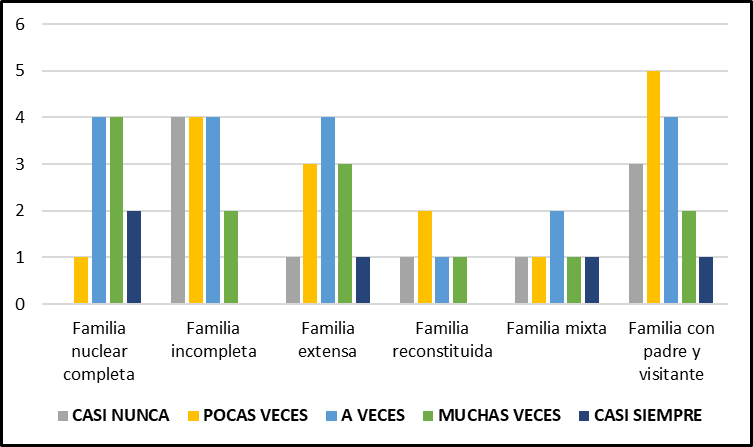 6
5
4
3
2
1
0
Familia
nuclear
completa
Familia
incompleta
Familia
extensa
Familia
reconstituida
Familia mixta
Familia con
padre y
visitante
CASI NUNCA POCAS VECES A VECES MUCHAS VECES CASI SIEMPRE